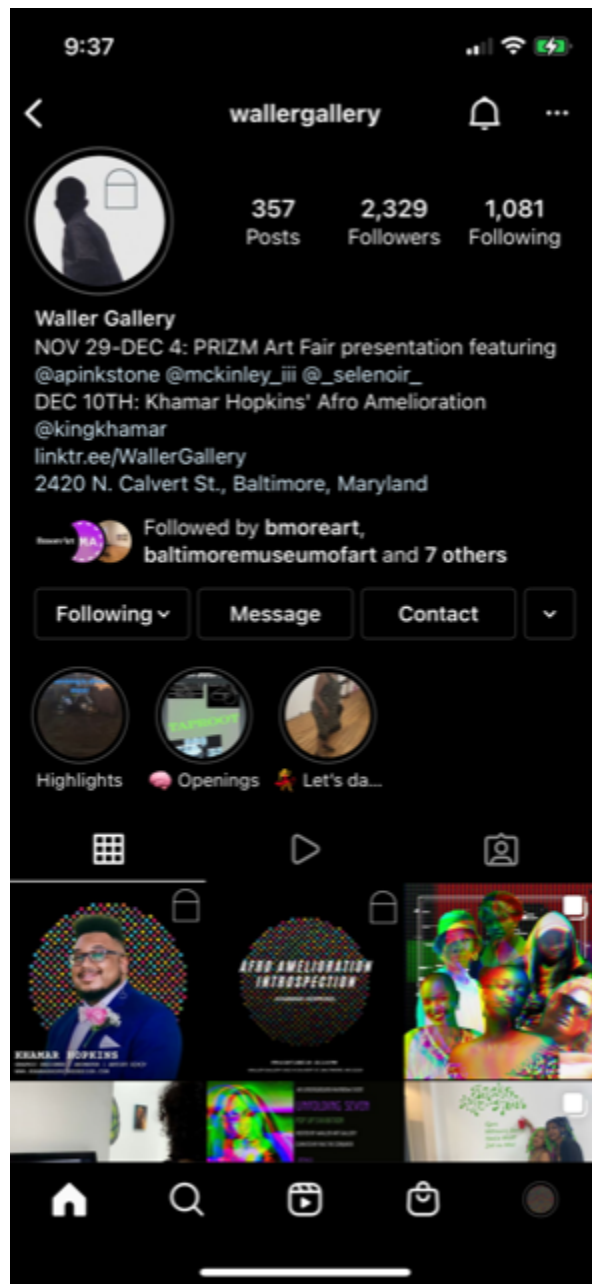 9:37
wallergallery
357 2,329 1,081
Posts Followers Following
Waller Gallery
NOV 29-DEC 4: PRIZM Art Fair presentation featuring
@apinkstone @mckinley_iii @_selenoir_
DEC 10TH: Khamar Hopkins' Afro Amelioration
@kingkhamar
linktr.ee/WallerGallery
2420 N. Calvert St., Baltimore, Maryland
Followed by bmoreart,
baltimoremuseumofart and 7 others
Following Message Contact
TAPROOT
Highlights 🧠 Openings 💃 Let's da...
AFRO AMELIORATION
INTROSPECTION
KHAMAR HOPKINS
UNFOLDING SEVEN